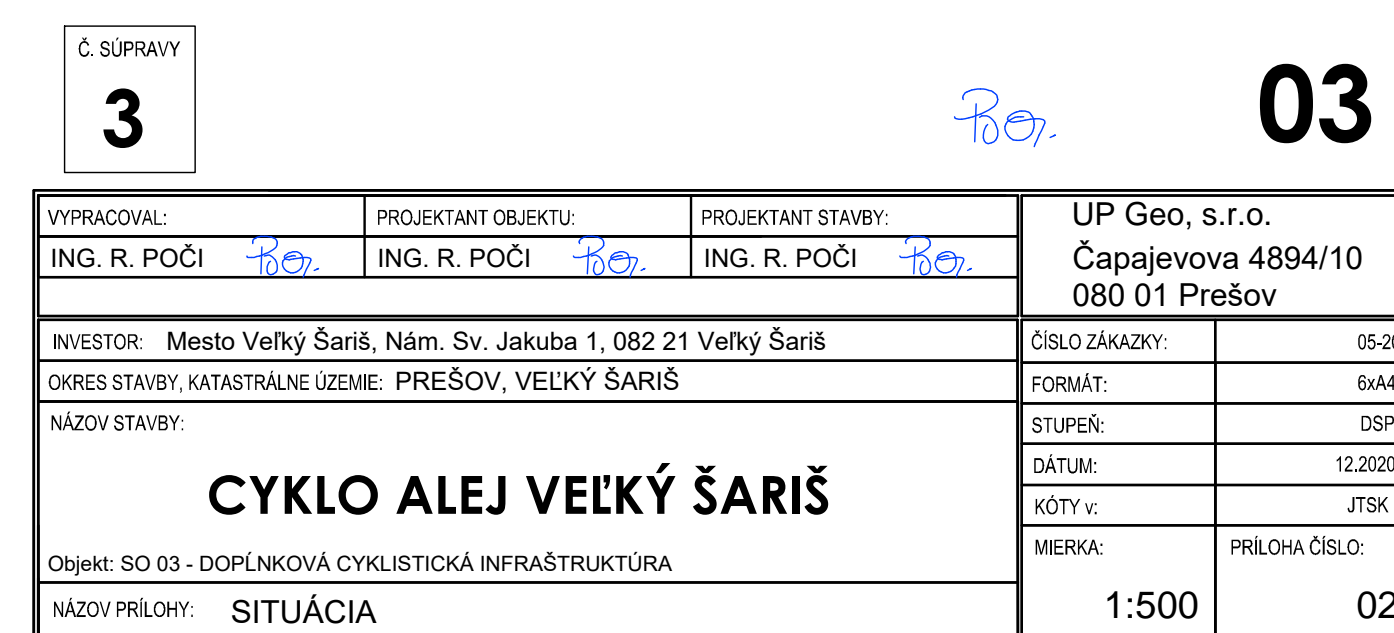 Č. SÚPRAVY
3
03
VYPRACOVAL:
PROJEKTANT OBJEKTU:
PROJEKTANT STAVBY:
ING. R. POČI
ING. R. POČI
ING. R. POČI
UP Geo, s.r.o.
Čapajevova 4894/10
080 01 Prešov
INVESTOR: Mesto Veľký Šariš, Nám. Sv. Jakuba 1, 082 21 Veľký Šariš
OKRES STAVBY, KATASTRÁLNE ÚZEMIE: PREŠOV, VEĽKÝ ŠARIŠ
NÁZOV STAVBY:
CYKLO ALEJ VEĽKÝ ŠARIŠ
Objekt: SO 03 - DOPĹNKOVÁ CYKLISTICKÁ INFRAŠTRUKTÚRA
NÁZOV PRÍLOHY: SITUÁCIA
ČÍSLO ZÁKAZKY:
FORMÁT: 6xA4
STUPEŇ: DSP
DÁTUM: 12.2020
KÓTY v: JTSK
MIERKA:
1:500
PRÍLOHA ČÍSLO:
02